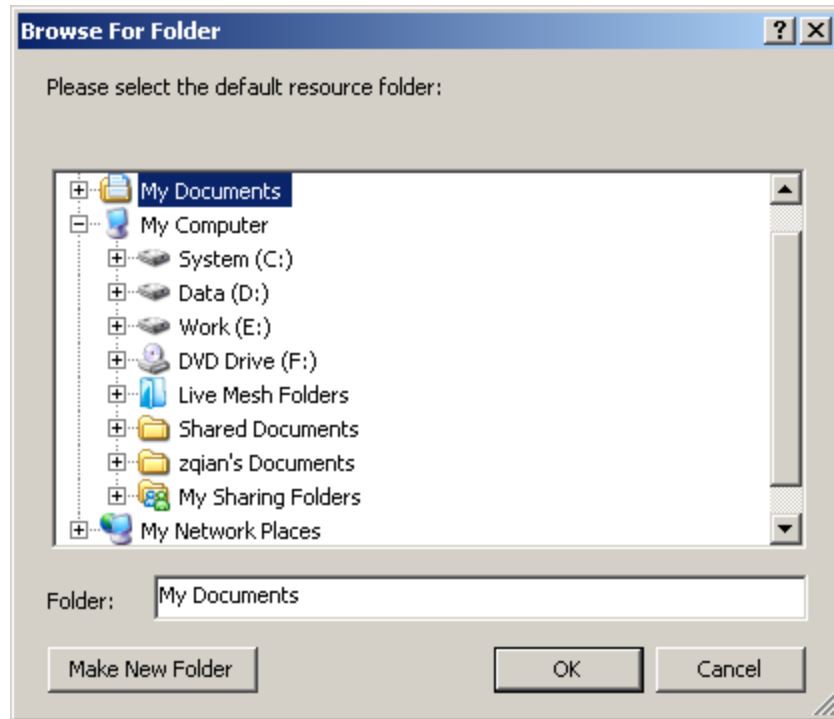 Browse For Folder
Please select the default resource folder:
My Documents
My Computer
System (C:)
Data (D:)
Work (E:)
DVD Drive (F:)
Live Mesh Folders
Shared Documents
zqian's Documents
My Sharing Folders
My Network Places
Folder: My Documents
Make New Folder OK Cancel